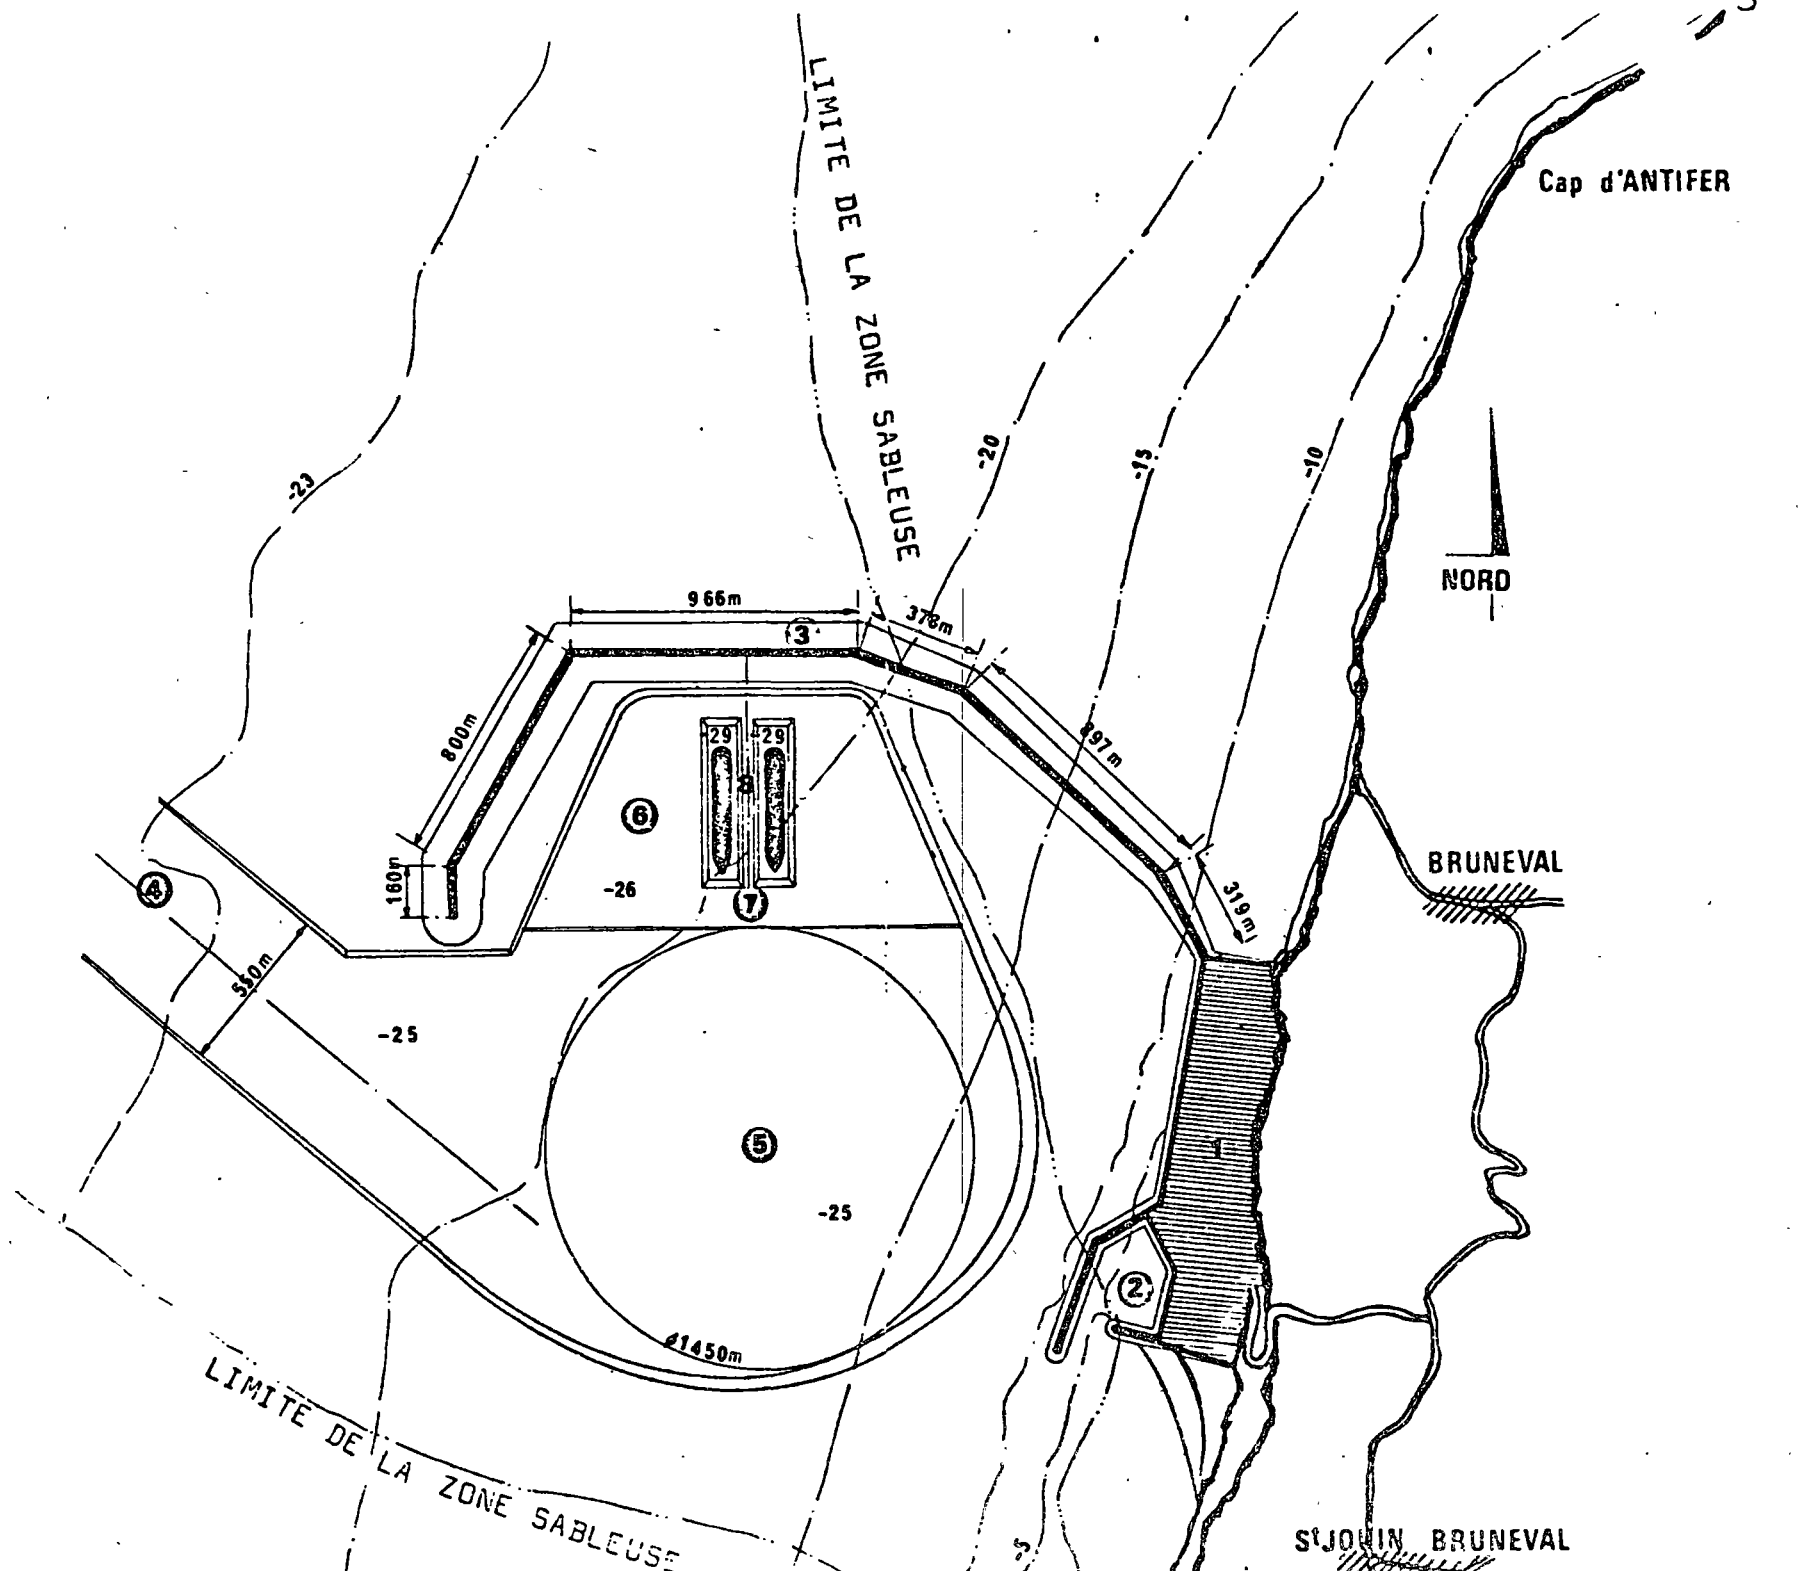 LIMITE DE LA ZONE SABLEUSE
Cap d'ANTIFER
-20
-15
-10
-23
NORD
966m
3
378m
800m
897m
29
29
8
6
160m
-26
7
BRUNEVAL
4
319m
550m
-25
5
1
-25
2
ø1450m
LIMITE DE LA ZONE SABLEUSE
-5
St JOUIN BRUNEVAL